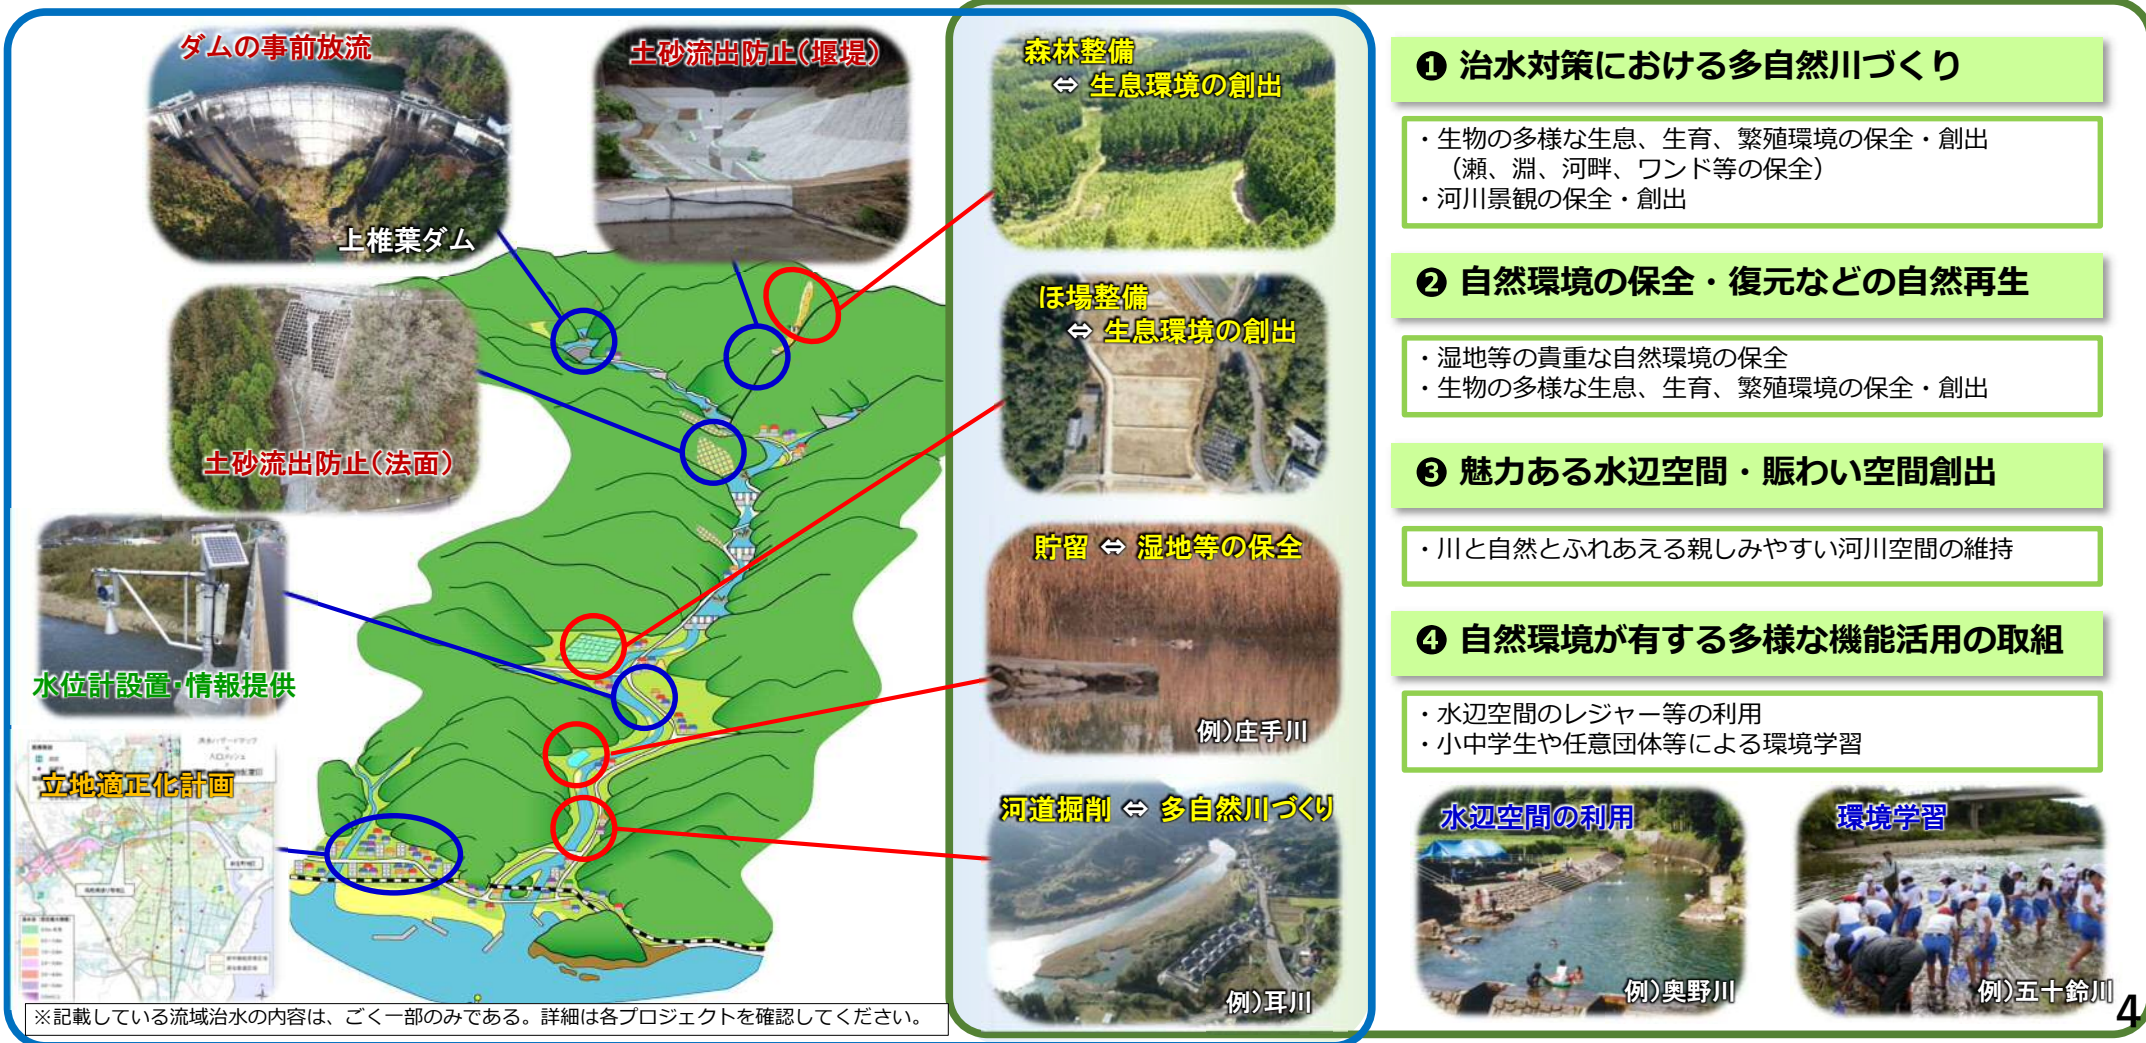 ダムの事前放流
上椎葉ダム
土砂流出防止(堰堤)
土砂流出防止(法面)
水位計設置・情報提供
立地適正化計画
※記載している流域治水の内容は、ごく一部のみである。詳細は各プロジェクトを確認してください。
森林整備
⇔ 生息環境の創出
ほ場整備
⇔ 生息環境の創出
貯留 ⇔ 湿地等の保全
例)庄手川
河道掘削 ⇔ 多自然川づくり
例)耳川
❶ 治水対策における多自然川づくり
・生物の多様な生息、生育、繁殖環境の保全・創出
（瀬、淵、河畔、ワンド等の保全）
・河川景観の保全・創出
❷ 自然環境の保全・復元などの自然再生
・湿地等の貴重な自然環境の保全
・生物の多様な生息、生育、繁殖環境の保全・創出
❸ 魅力ある水辺空間・賑わい空間創出
・川と自然とふれあえる親しみやすい河川空間の維持
❹ 自然環境が有する多様な機能活用の取組
・水辺空間のレジャー等の利用
・小中学生や任意団体等による環境学習
水辺空間の利用
例)奥野川
環境学習
例)五十鈴川
4